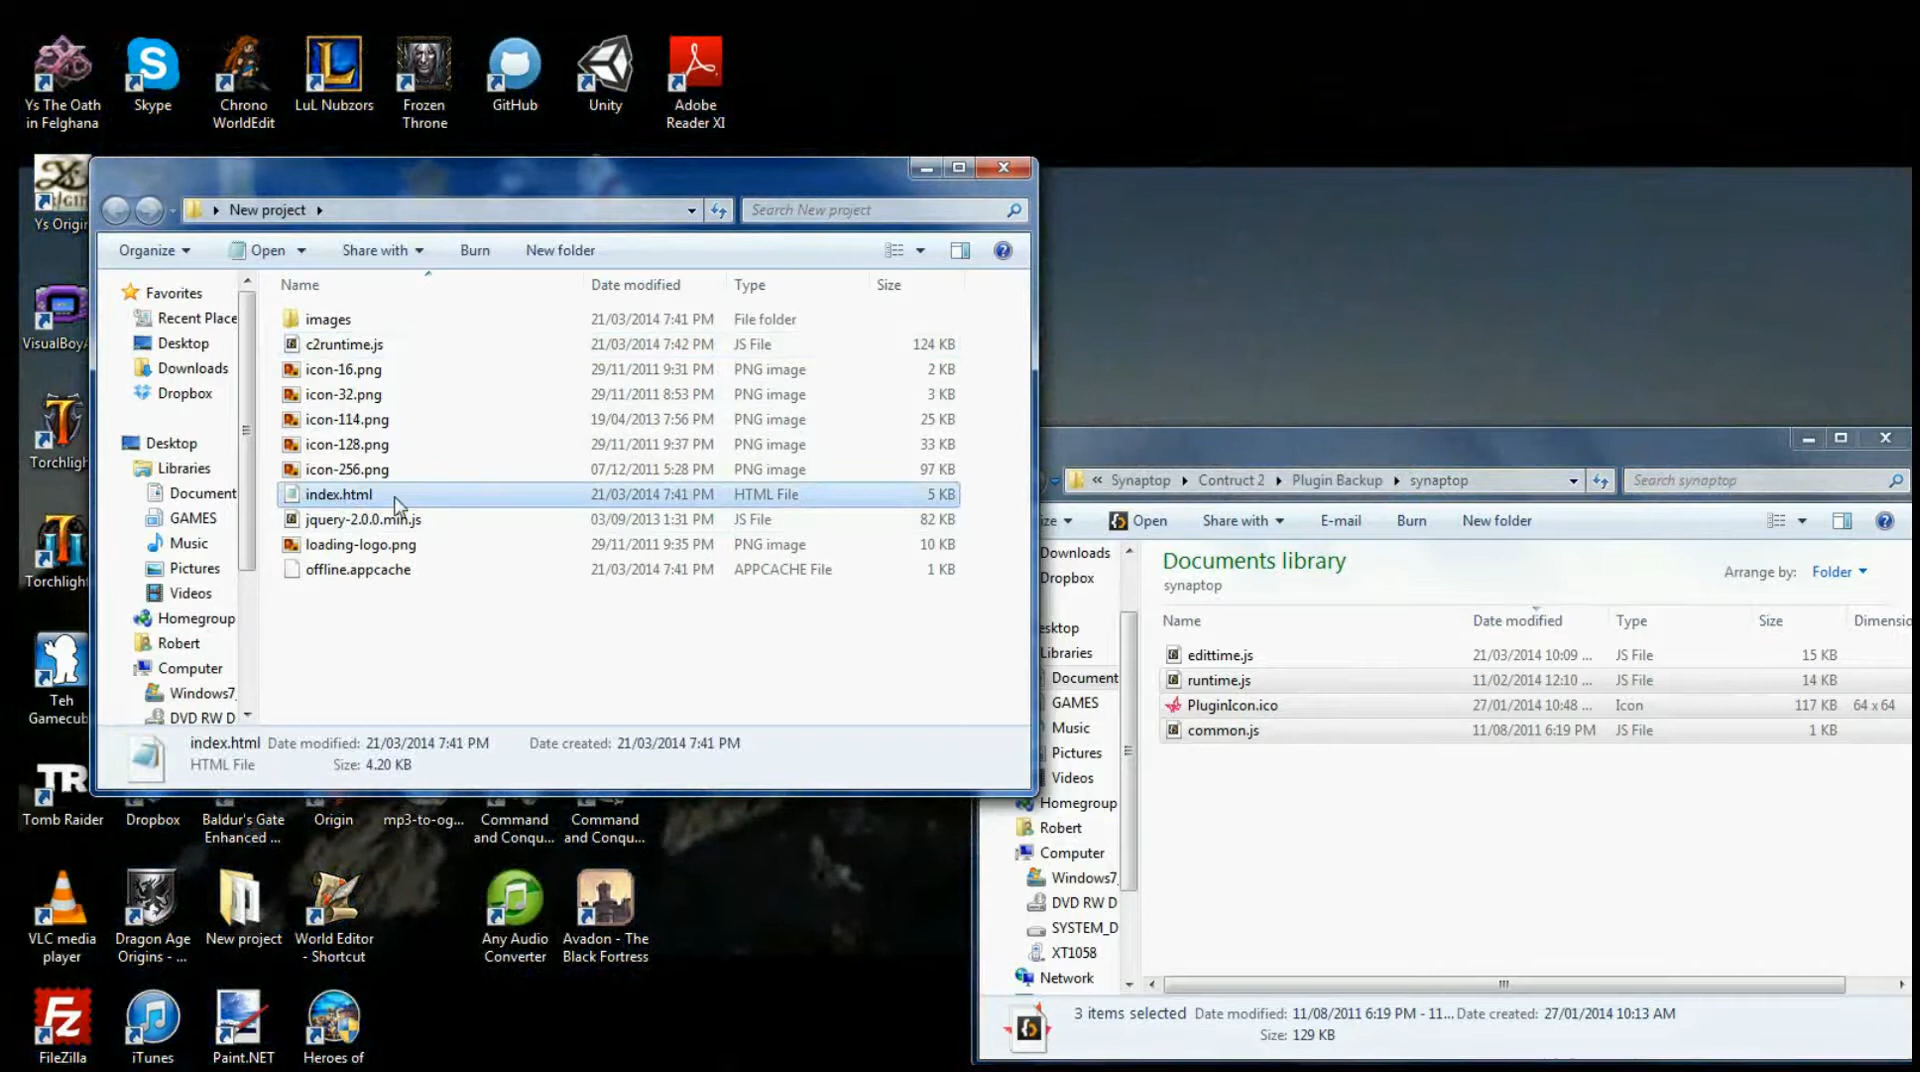 Ys The Oath
in Felghana
Skype
Chrono
WorldEdit
LuL Nubzors
Frozen
Throne
GitHub
Unity
Adobe
Reader XI
Ys Origin
VisualBoyA
Torchlight
Torchlight
Teh
Gamecub
Tomb Raider
Dropbox
Baldur's Gate
Enhanced ...
Origin
mp3-to-og...
Command
and Conqu...
Command
and Conqu...
VLC media
player
Dragon Age
Origins - ...
New project
World Editor
- Shortcut
Any Audio
Converter
Avadon - The
Black Fortress
FileZilla
iTunes
Paint.NET
Heroes of
New project
Search New project
Organize
Open
Share with
Burn
New folder
Favorites
Recent Place
Desktop
Downloads
Dropbox
Desktop
Libraries
Document
GAMES
Music
Pictures
Videos
Homegroup
Robert
Computer
Windows7_
DVD RW D
Name Date modified Type Size
images 21/03/2014 7:41 PM File folder
c2runtime.js 21/03/2014 7:42 PM JS File 124 KB
icon-16.png 29/11/2011 9:31 PM PNG image 2 KB
icon-32.png 29/11/2011 8:53 PM PNG image 3 KB
icon-114.png 19/04/2013 7:56 PM PNG image 25 KB
icon-128.png 29/11/2011 9:37 PM PNG image 33 KB
icon-256.png 07/12/2011 5:28 PM PNG image 97 KB
index.html 21/03/2014 7:41 PM HTML File 5 KB
jquery-2.0.0.min.js 03/09/2013 1:31 PM JS File 82 KB
loading-logo.png 29/11/2011 9:35 PM PNG image 10 KB
offline.appcache 21/03/2014 7:41 PM APPCACHE File 1 KB
index.html Date modified: 21/03/2014 7:41 PM Date created: 21/03/2014 7:41 PM
HTML File Size: 4.20 KB
« Synaptop Contruct 2 Plugin Backup synaptop
Search synaptop
ize
Open
Share with
E-mail
Burn
New folder
Downloads
Dropbox
esktop
Libraries
Document
GAMES
Music
Pictures
Videos
Homegroup
Robert
Computer
Windows7_
DVD RW D
SYSTEM_D
XT1058
Network
Documents library
synaptop
Arrange by: Folder
Name Date modified Type Size Dimensio
edittime.js 21/03/2014 10:09 ... JS File 15 KB
runtime.js 11/02/2014 12:10 ... JS File 14 KB
PluginIcon.ico 27/01/2014 10:48 ... Icon 117 KB 64 x 64
common.js 11/08/2011 6:19 PM JS File 1 KB
3 items selected Date modified: 11/08/2011 6:19 PM - 11... Date created: 27/01/2014 10:13 AM
Size: 129 KB